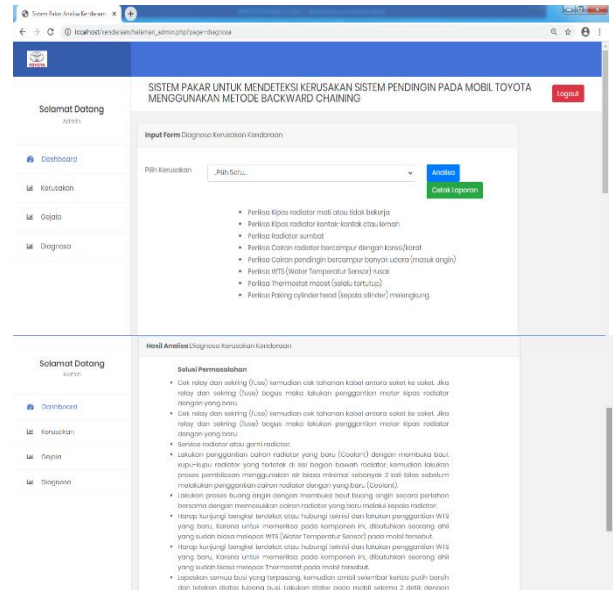 Sistem Pakar Analisa Kendaraan
localhost/kendaraan/halaman_admin.php?page=diagnosa
TOYOTA
SISTEM PAKAR UNTUK MENDETEKSI KERUSAKAN SISTEM PENDINGIN PADA MOBIL TOYOTA
MENGGUNAKAN METODE BACKWARD CHAINING
Logout
Selamat Datang
Admin
Dashboard
Kerusakan
Gejala
Diagnosa
Input Form Diagnosa Kerusakan Kendaraan
Pilih Kerusakan
..Pilih Satu..
Analisa
Cetak Laporan
Periksa Kipas radiator mati atau tidak bekerja
Periksa Kipas radiator kontak-kontak atau lemah
Periksa Radiator sumbat
Periksa Cairan radiator bercampur dengan korosi/karat
Periksa Cairan pendingin bercampur banyak udara (masuk angin)
Periksa WTS (Water Temperatur Sensor) rusak
Periksa Thermostat macet (selalu tertutup)
Periksa Paking cylinder head (kepala silinder) melengkung.
Selamat Datang
Admin
Dashboard
Kerusakan
Gejala
Diagnosa
Hasil Analisa Diagnosa Kerusakan Kendaraan
Solusi Permasalahan
Cek relay dan sekring (fuse) kemudian cek tahanan kabel antara soket ke soket. Jika
relay dan sekring (fuse) bagus maka lakukan penggantian motor kipas radiator
dengan yang baru.
Cek relay dan sekring (fuse) kemudian cek tahanan kabel antara soket ke soket. Jika
relay dan sekring (fuse) bagus maka lakukan penggantian motor kipas radiator
dengan yang baru.
Service radiator atau ganti radiator.
Lakukan penggantian cairan radiator yang baru (Coolant) dengan membuka baut
kupu-kupu radiator yang terletak di sisi bagian bawah radiator, kemudian lakukan
proses pembilasan menggunakan air biasa minimal sebanyak 2 kali bilas sebelum
melakukan penggantian cairan radiator dengan yang baru (Coolant).
Lakukan proses buang angin dengan membuka baut buang angin secara perlahan
bersama dengan memasukkan cairan radiator yang baru melalui kepala radiator.
Harap kunjungi bengkel terdekat atau hubungi teknisi dan lakukan penggantian WTS
yang baru, Karena untuk memeriksa pada komponen ini, dibutuhkan seorang ahli
yang sudah biasa melepas WTS (Water Temperatur Sensor) pada mobil tersebut.
Harap kunjungi bengkel terdekat atau hubungi teknisi dan lakukan penggantian WTS
yang baru, Karena untuk memeriksa pada komponen ini, dibutuhkan seorang ahli
yang sudah biasa melepas Thermostat pada mobil tersebut.
Lepaskan semua busi yang terpasang, kemudian ambil selembar kertas putih bersih
dan letakan diatas lubang busi. Lakukan stater pada mobil selama 2 detik dengan